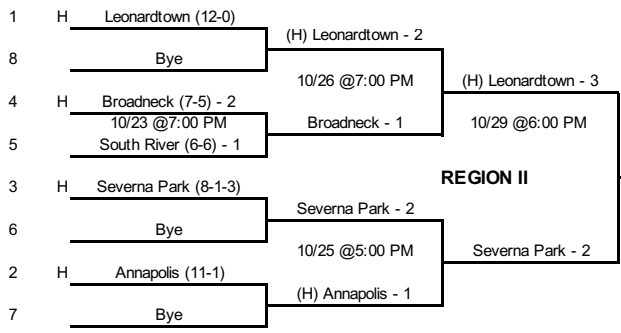 1 H Leonardtown (12-0)
(H) Leonardtown - 2
8 Bye
10/26 @7:00 PM
(H) Leonardtown - 3
4 H Broadneck (7-5) - 2
10/23 @7:00 PM
Broadneck - 1
10/29 @6:00 PM
5 South River (6-6) - 1
REGION II
3 H Severna Park (8-1-3)
Severna Park - 2
6 Bye
10/25 @5:00 PM
Severna Park - 2
2 H Annapolis (11-1)
(H) Annapolis - 1
7 Bye